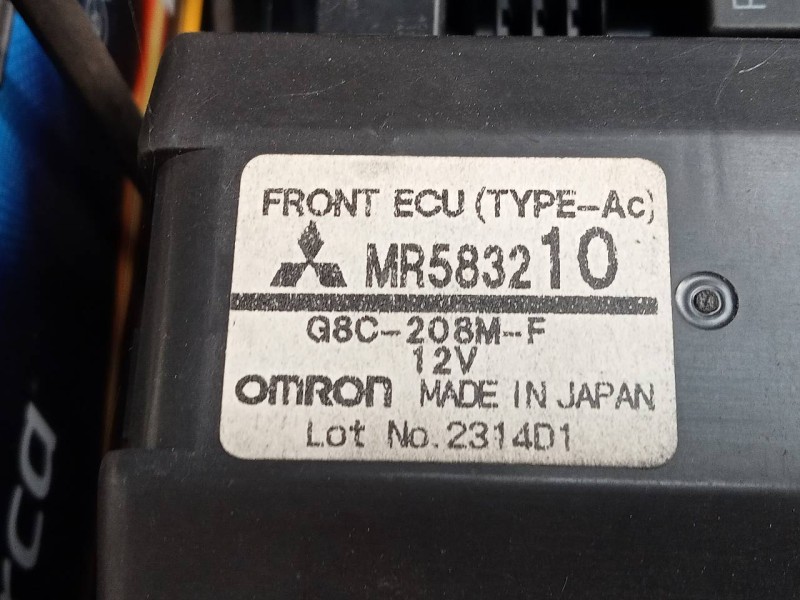 FRONT ECU (TYPE-Ac)
MR583210
G8C-208M-F
12V
OMRON MADE IN JAPAN
Lot No.2314D1